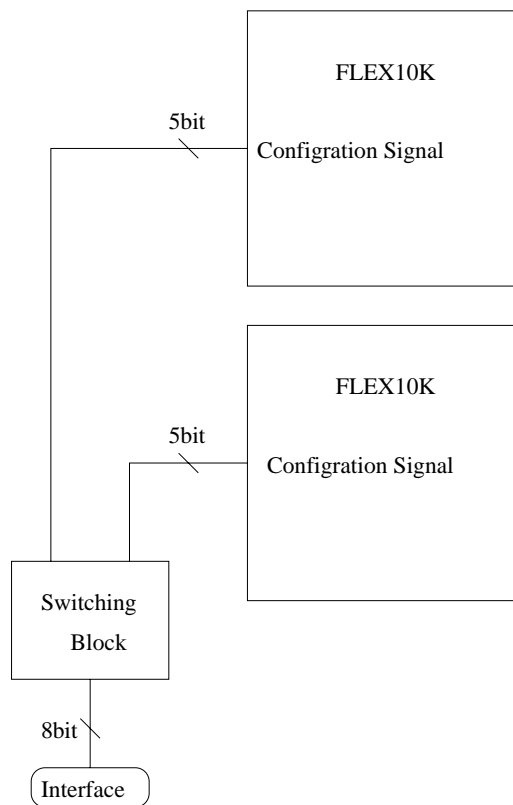 FLEX10K
5bit
Configration Signal
FLEX10K
5bit
Configration Signal
Switching
Block
8bit
Interface